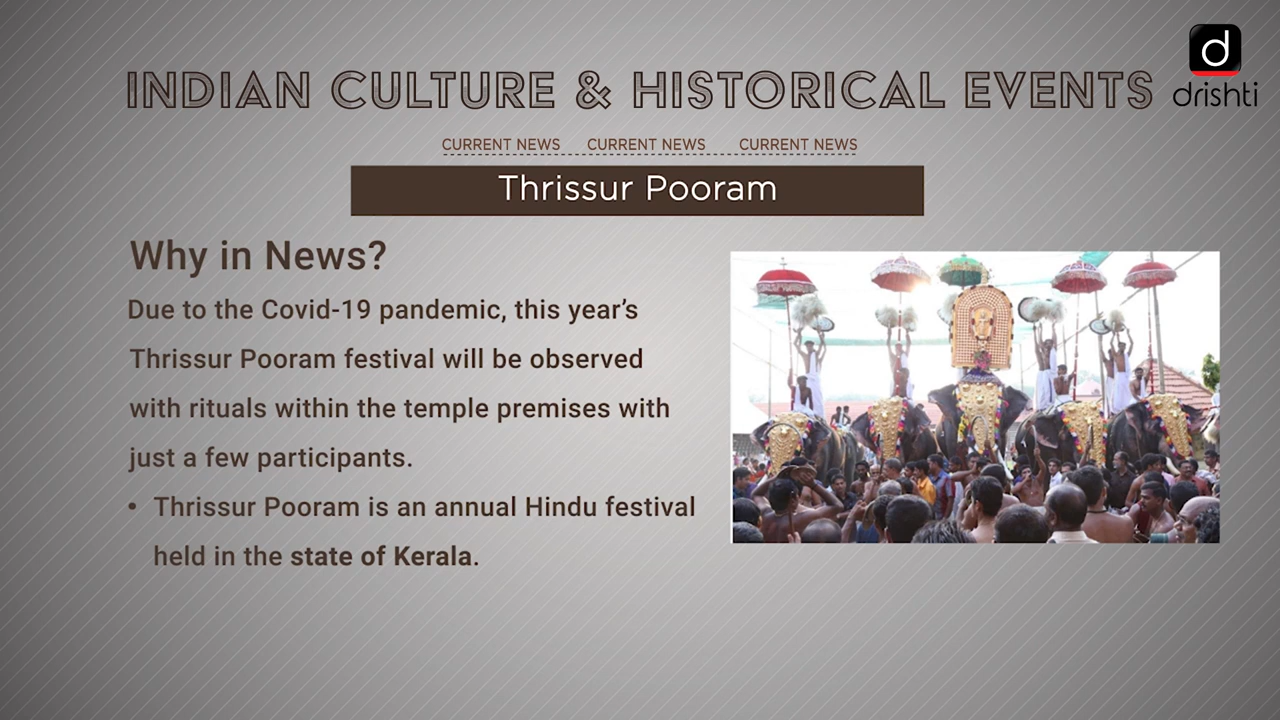 INDIAN CULTURE & HISTORICAL EVENTS
d
drishti
CURRENT NEWS CURRENT NEWS CURRENT NEWS
Thrissur Pooram
Why in News?
Due to the Covid-19 pandemic, this year’s
Thrissur Pooram festival will be observed
with rituals within the temple premises with
just a few participants.
• Thrissur Pooram is an annual Hindu festival
held in the state of Kerala.